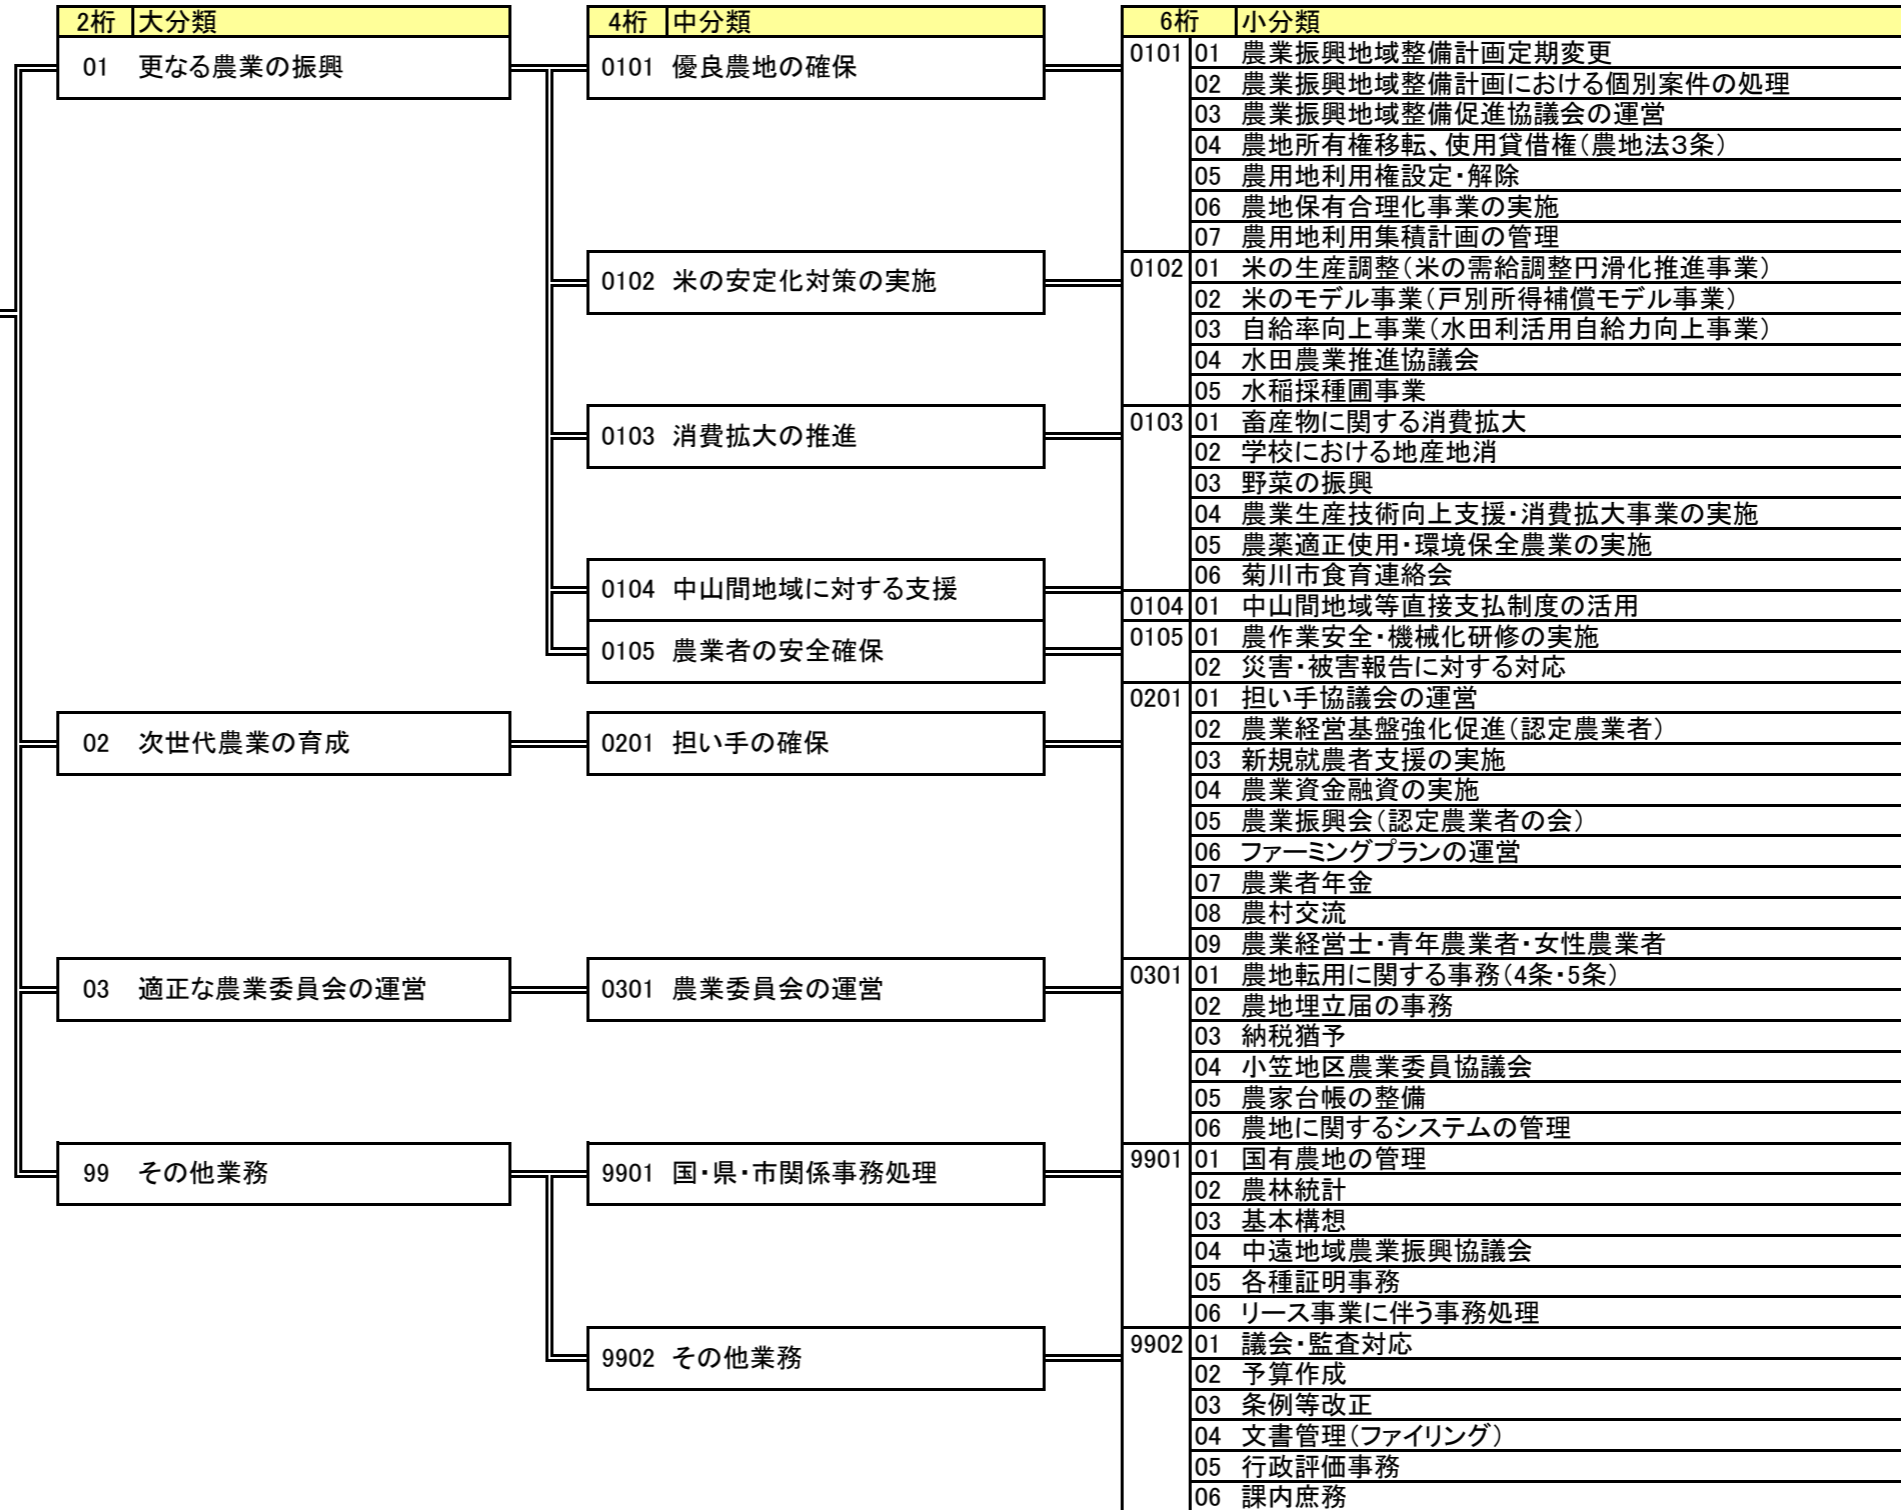 2桁 大分類 4桁 中分類 6桁 小分類
01 更なる農業の振興 0101 優良農地の確保 0101 01 農業振興地域整備計画定期変更
02 農業振興地域整備計画における個別案件の処理
03 農業振興地域整備促進協議会の運営
04 農地所有権移転、使用貸借権(農地法3条)
05 農用地利用権設定・解除
06 農地保有合理化事業の実施
07 農用地利用集積計画の管理
0102 米の安定化対策の実施 0102 01 米の生産調整(米の需給調整円滑化推進事業)
02 米のモデル事業(戸別所得補償モデル事業)
03 自給率向上事業(水田利活用自給力向上事業)
04 水田農業推進協議会
05 水稲採種圃事業
0103 消費拡大の推進 0103 01 畜産物に関する消費拡大
02 学校における地産地消
03 野菜の振興
04 農業生産技術向上支援・消費拡大事業の実施
05 農薬適正使用・環境保全農業の実施
06 菊川市食育連絡会
0104 中山間地域に対する支援 0104 01 中山間地域等直接支払制度の活用
0105 農業者の安全確保 0105 01 農作業安全・機械化研修の実施
02 災害・被害報告に対する対応
02 次世代農業の育成 0201 担い手の確保 0201 01 担い手協議会の運営
02 農業経営基盤強化促進(認定農業者)
03 新規就農者支援の実施
04 農業資金融資の実施
05 農業振興会(認定農業者の会)
06 ファーミングプランの運営
07 農業者年金
08 農村交流
09 農業経営士・青年農業者・女性農業者
03 適正な農業委員会の運営 0301 農業委員会の運営 0301 01 農地転用に関する事務(4条・5条)
02 農地埋立届の事務
03 納税猶予
04 小笠地区農業委員協議会
05 農家台帳の整備
06 農地に関するシステムの管理
99 その他業務 9901 国・県・市関係事務処理 9901 01 国有農地の管理
02 農林統計
03 基本構想
04 中遠地域農業振興協議会
05 各種証明事務
06 リース事業に伴う事務処理
9902 その他業務 9902 01 議会・監査対応
02 予算作成
03 条例等改正
04 文書管理(ファイリング)
05 行政評価事務
06 課内庶務